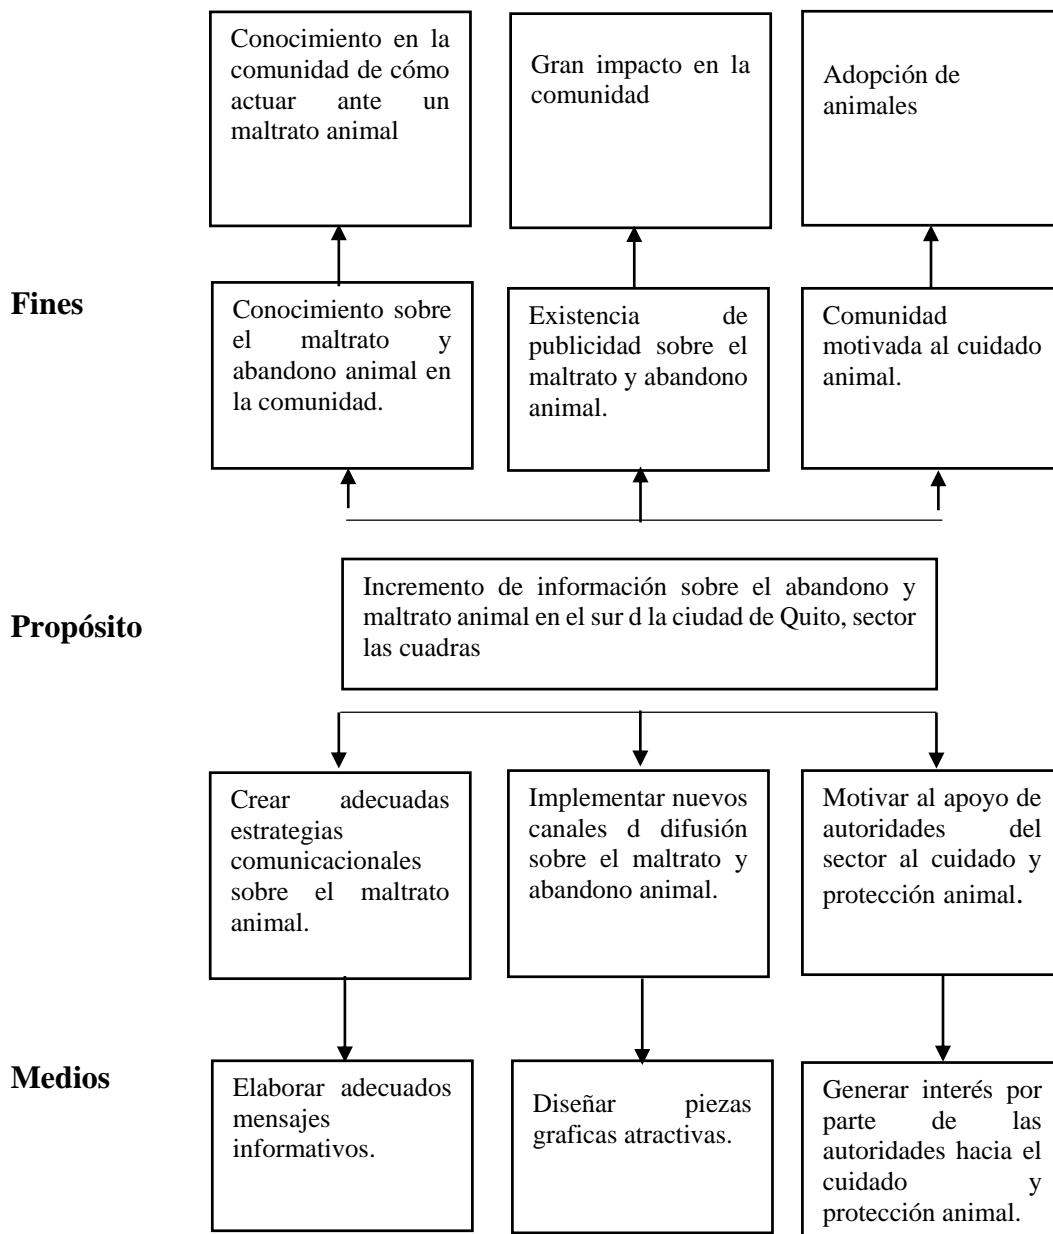 Conocimiento en la
comunidad de cómo
actuar ante un
maltrato animal
Gran impacto en la
comunidad
Adopción de
animales
Fines
Conocimiento sobre
el maltrato y
abandono animal en
la comunidad.
Existencia de
publicidad sobre el
maltrato y abandono
animal.
Comunidad
motivada al cuidado
animal.
Propósito
Incremento de información sobre el abandono y
maltrato animal en el sur d la ciudad de Quito, sector
las cuadras
Crear adecuadas
estrategias
comunicacionales
sobre el maltrato
animal.
Implementar nuevos
canales d difusión
sobre el maltrato y
abandono animal.
Motivar al apoyo de
autoridades del
sector al cuidado y
protección animal.
Medios
Elaborar adecuados
mensajes
informativos.
Diseñar piezas
graficas atractivas.
Generar interés por
parte de las
autoridades hacia el
cuidado y
protección animal.